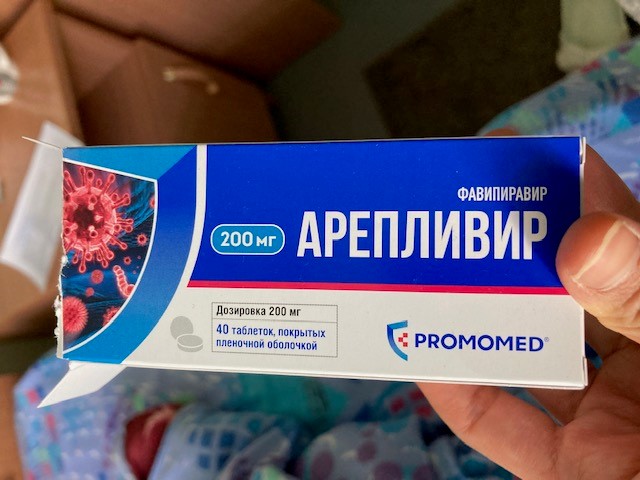 ФАВИПИРАВИР
200 мг
АРЕПЛИВИР
Дозировка 200 мг
40 таблеток, покрытых
пленочной оболочкой
PROMOMED®